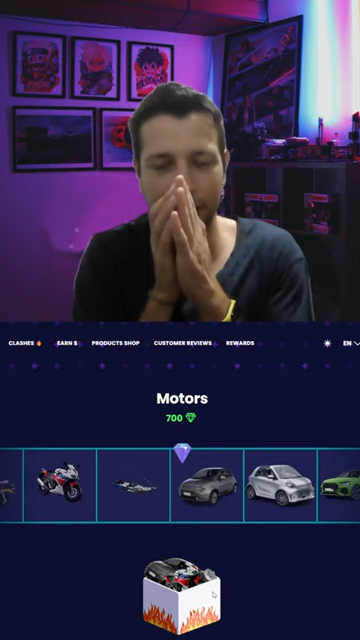 CLASHES EARN $ PRODUCTS SHOP CUSTOMER REVIEWS REWARDS EN
Motors
700